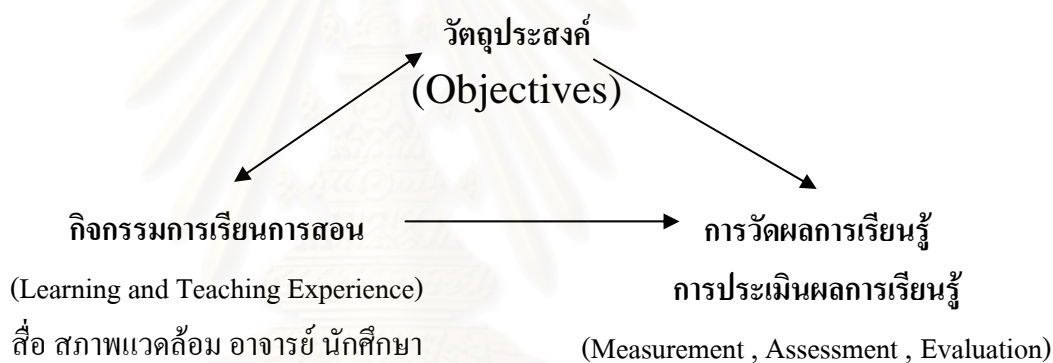 วัตถุประสงค์
(Objectives)
กิจกรรมการเรียนการสอน
(Learning and Teaching Experience)
สื่อ สภาพแวดล้อม อาจารย์ นักศึกษา
การวัดผลการเรียนรู้
การประเมินผลการเรียนรู้
(Measurement , Assessment , Evaluation)